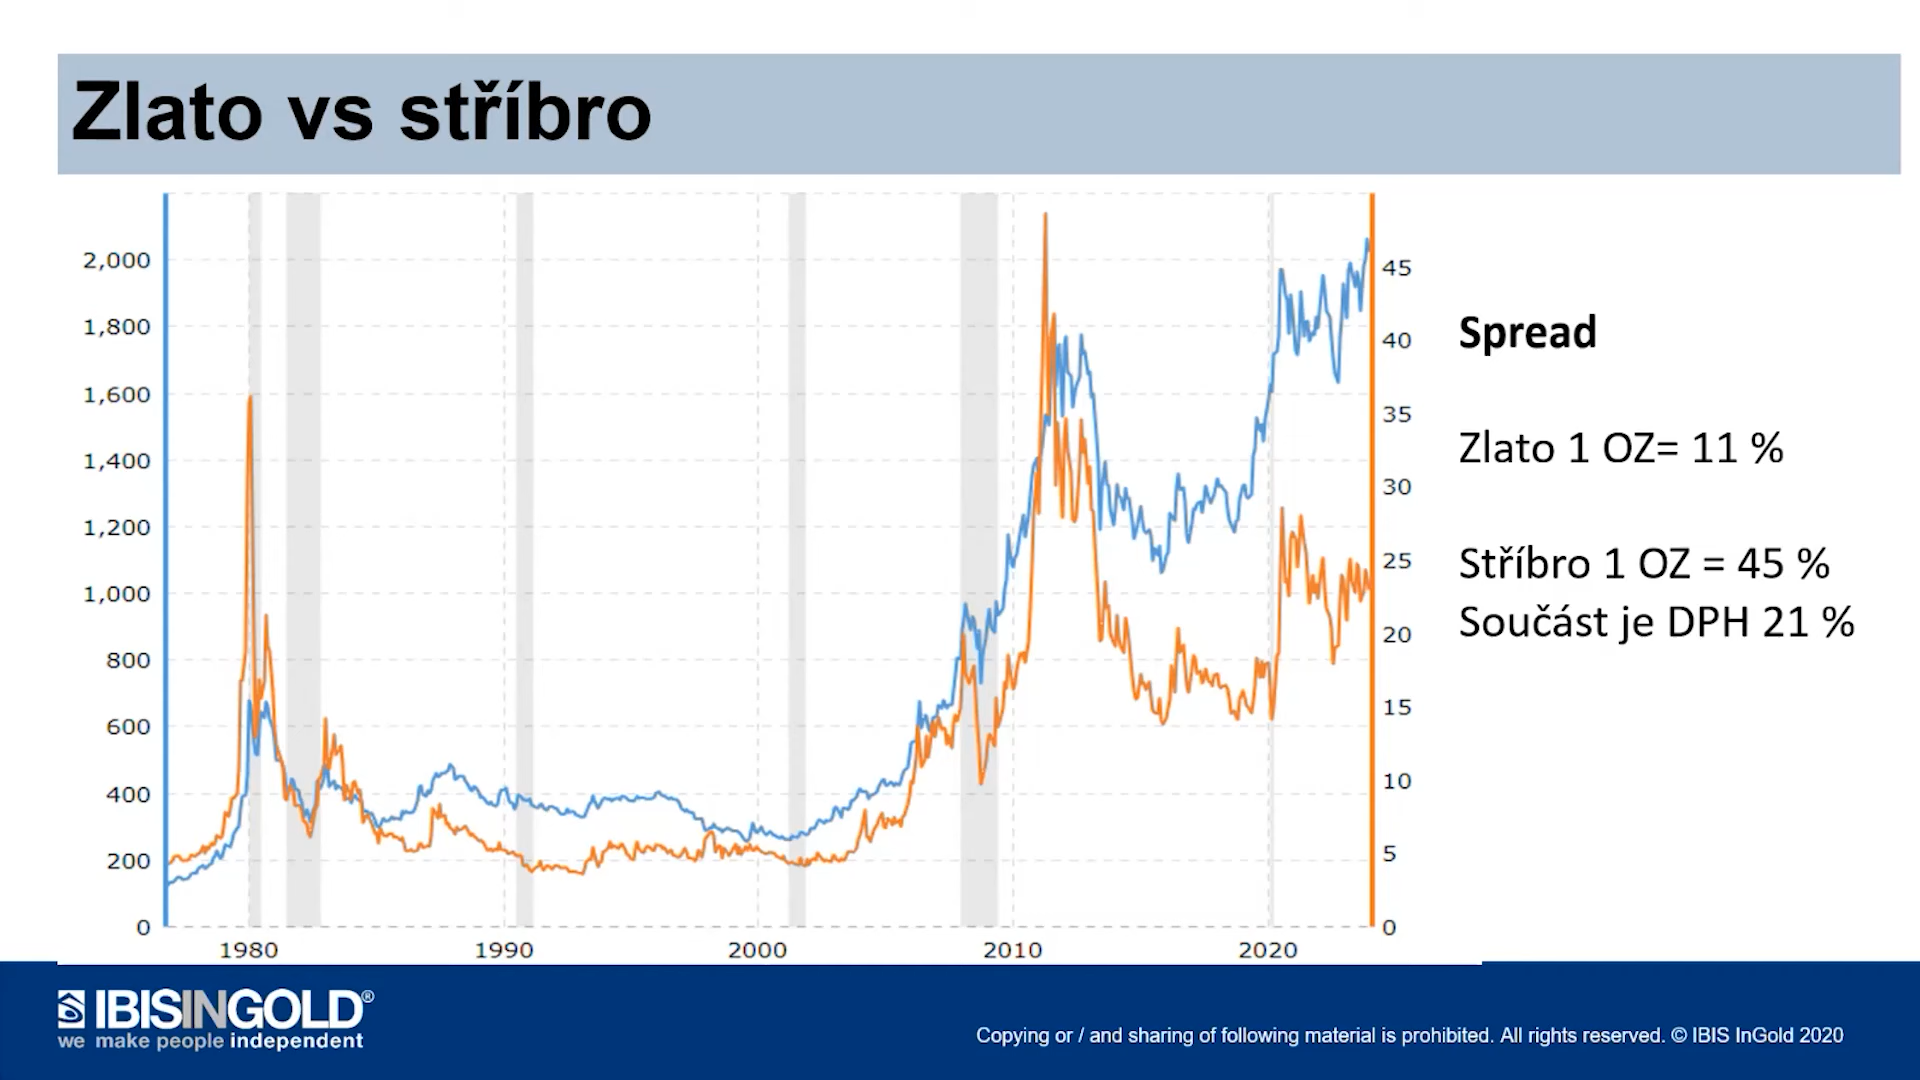 Zlato vs stříbro
2,000
1,800
1,600
1,400
1,200
1,000
800
600
400
200
0
45
40
35
30
25
20
15
10
5
0
1980 1990 2000 2010 2020
Spread
Zlato 1 OZ= 11 %
Stříbro 1 OZ = 45 %
Součást je DPH 21 %
IBISINGOLD®
we make people independent
Copying or / and sharing of following material is prohibited. All rights reserved. © IBIS InGold 2020